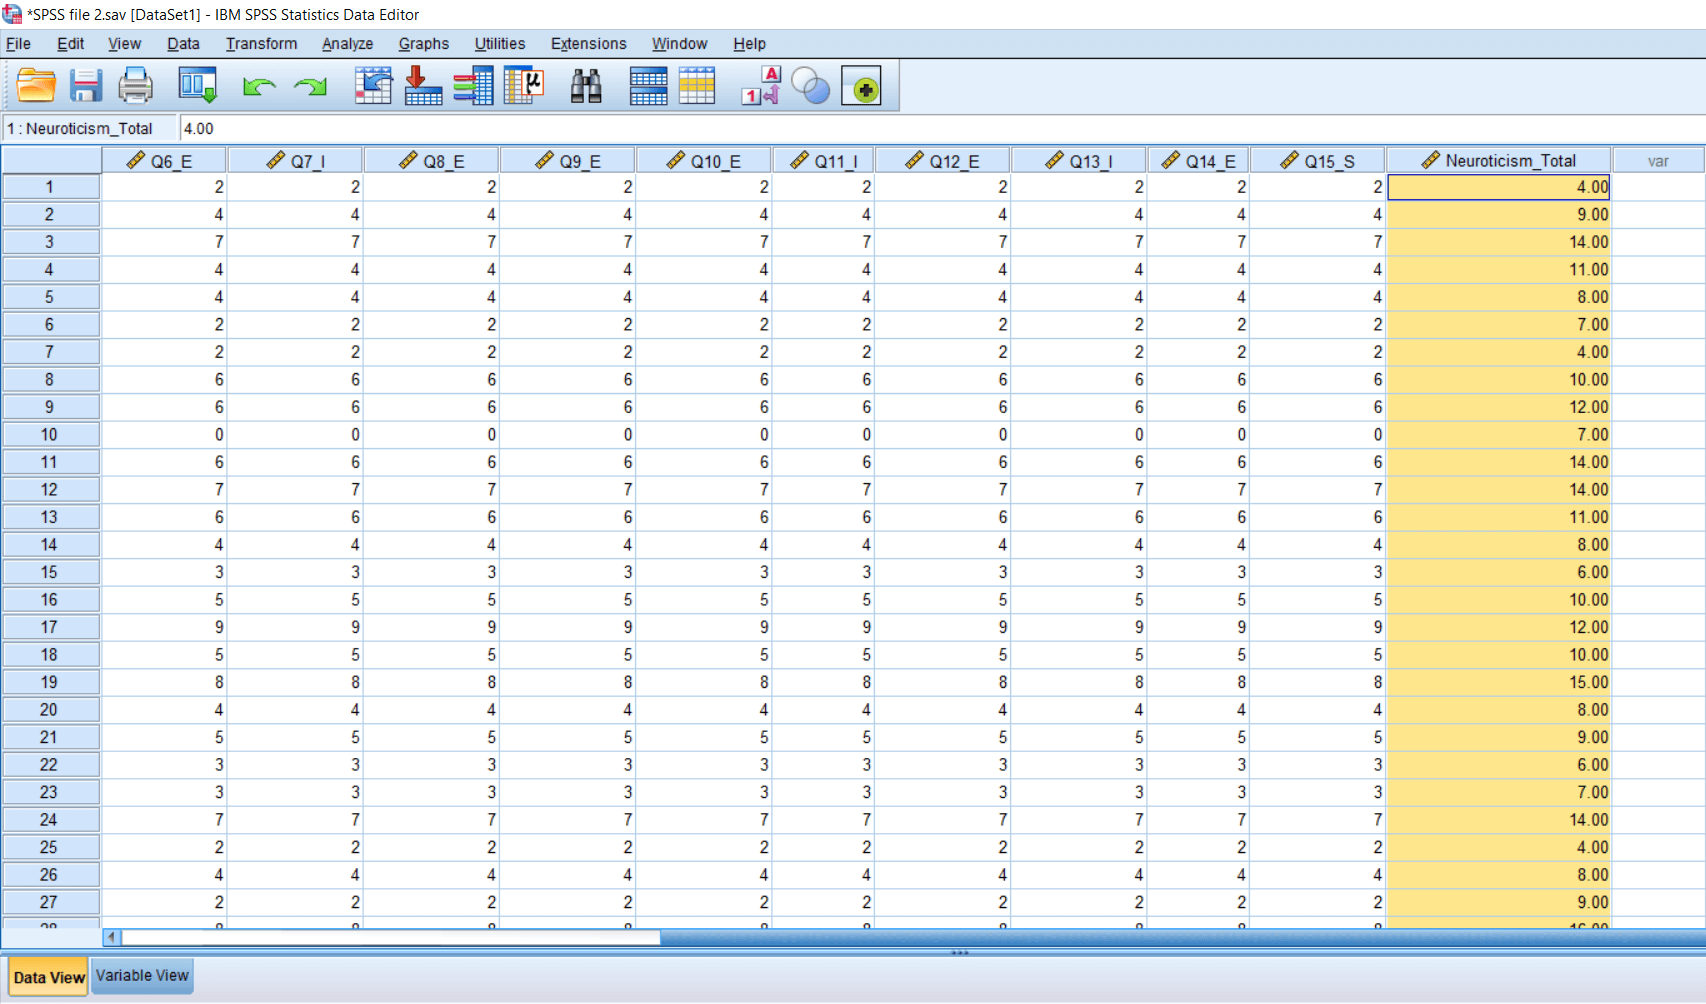 *SPSS file 2.sav [DataSet1] - IBM SPSS Statistics Data Editor
File Edit View Data Transform Analyze Graphs Utilities Extensions Window Help
1 : Neuroticism_Total 4.00
Q6_E Q7_I Q8_E Q9_E Q10_E Q11_I Q12_E Q13_I Q14_E Q15_S Neuroticism_Total var
1 2 2 2 2 2 2 2 2 2 2 4.00
2 4 4 4 4 4 4 4 4 4 4 9.00
3 7 7 7 7 7 7 7 7 7 7 14.00
4 4 4 4 4 4 4 4 4 4 4 11.00
5 4 4 4 4 4 4 4 4 4 4 8.00
6 2 2 2 2 2 2 2 2 2 2 7.00
7 2 2 2 2 2 2 2 2 2 2 4.00
8 6 6 6 6 6 6 6 6 6 6 10.00
9 6 6 6 6 6 6 6 6 6 6 12.00
10 0 0 0 0 0 0 0 0 0 0 7.00
11 6 6 6 6 6 6 6 6 6 6 14.00
12 7 7 7 7 7 7 7 7 7 7 14.00
13 6 6 6 6 6 6 6 6 6 6 11.00
14 4 4 4 4 4 4 4 4 4 4 8.00
15 3 3 3 3 3 3 3 3 3 3 6.00
16 5 5 5 5 5 5 5 5 5 5 10.00
17 9 9 9 9 9 9 9 9 9 9 12.00
18 5 5 5 5 5 5 5 5 5 5 10.00
19 8 8 8 8 8 8 8 8 8 8 15.00
20 4 4 4 4 4 4 4 4 4 4 8.00
21 5 5 5 5 5 5 5 5 5 5 9.00
22 3 3 3 3 3 3 3 3 3 3 6.00
23 3 3 3 3 3 3 3 3 3 3 7.00
24 7 7 7 7 7 7 7 7 7 7 14.00
25 2 2 2 2 2 2 2 2 2 2 4.00
26 4 4 4 4 4 4 4 4 4 4 8.00
27 2 2 2 2 2 2 2 2 2 2 9.00
Data View Variable View